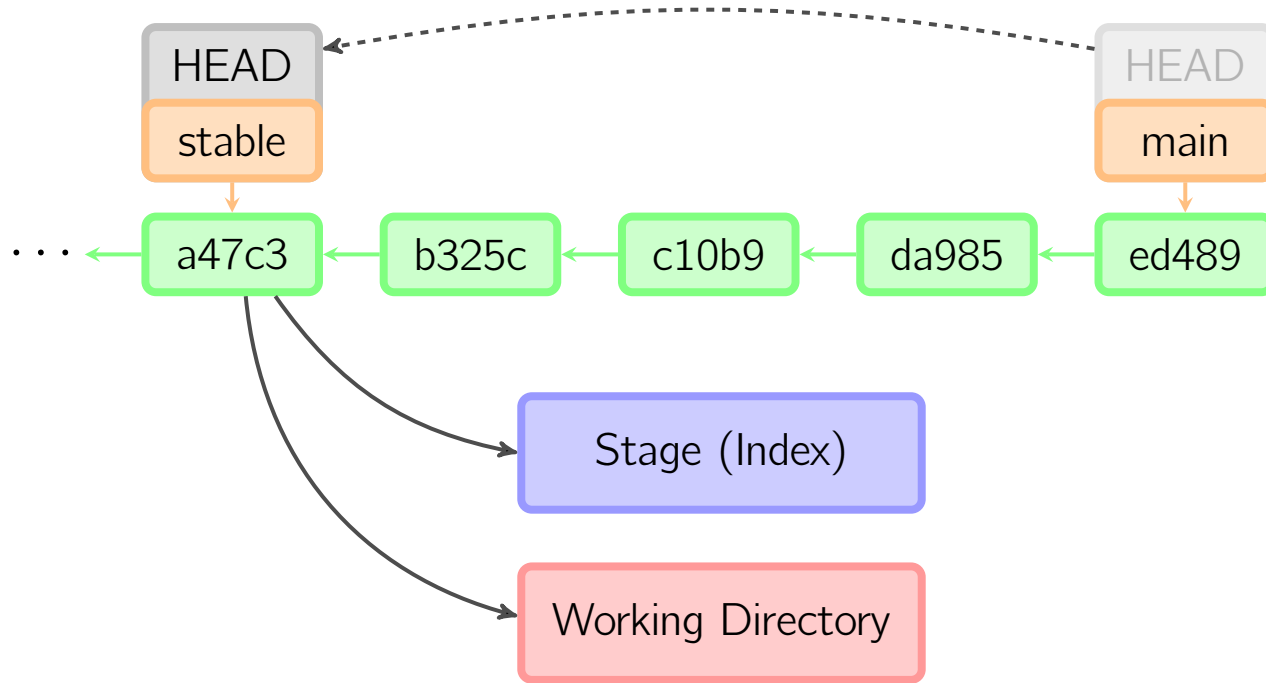 HEAD HEAD
stable main
... a47c3 b325c c10b9 da985 ed489
Stage (Index)
Working Directory